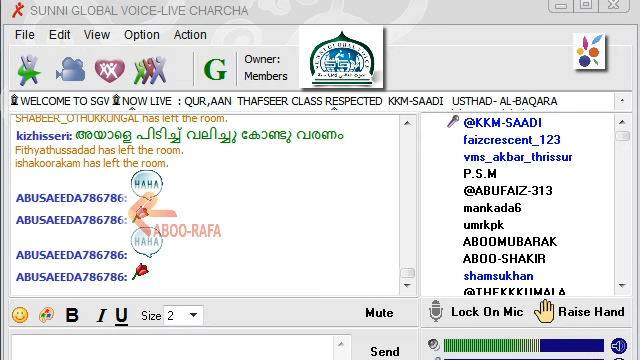 SUNNI GLOBAL VOICE-LIVE CHARCHA
File Edit View Option Action
G
Owner:
Members
WELCOME TO SGV NOW LIVE : QUR,AAN THAFSEER CLASS RESPECTED KKM-SAADI USTHAD- AL-BAQARA
SHABEER_OTHUKKUNGAL has left the room.
kizhisseri: അയാളെ പിടിച്ച് വലിച്ചു കോണ്ടു വരണം
Fithyathussadad has left the room.
ishakoorakam has left the room.
HAHA
ABUSAEEDA786786:
ABUSAEEDA786786:
ABOO-RAFA
HAHA
ABUSAEEDA786786:
ABUSAEEDA786786:
@KKM-SAADI
faizcrescent_123
vms_akbar_thrissur
P.S.M
@ABUFAIZ-313
mankada6
umrkpk
ABOOMUBARAK
ABOO-SHAKIR
shamsukhan
@THEKKKUMALA
B I U Size 2 Mute
Lock On Mic Raise Hand
Send